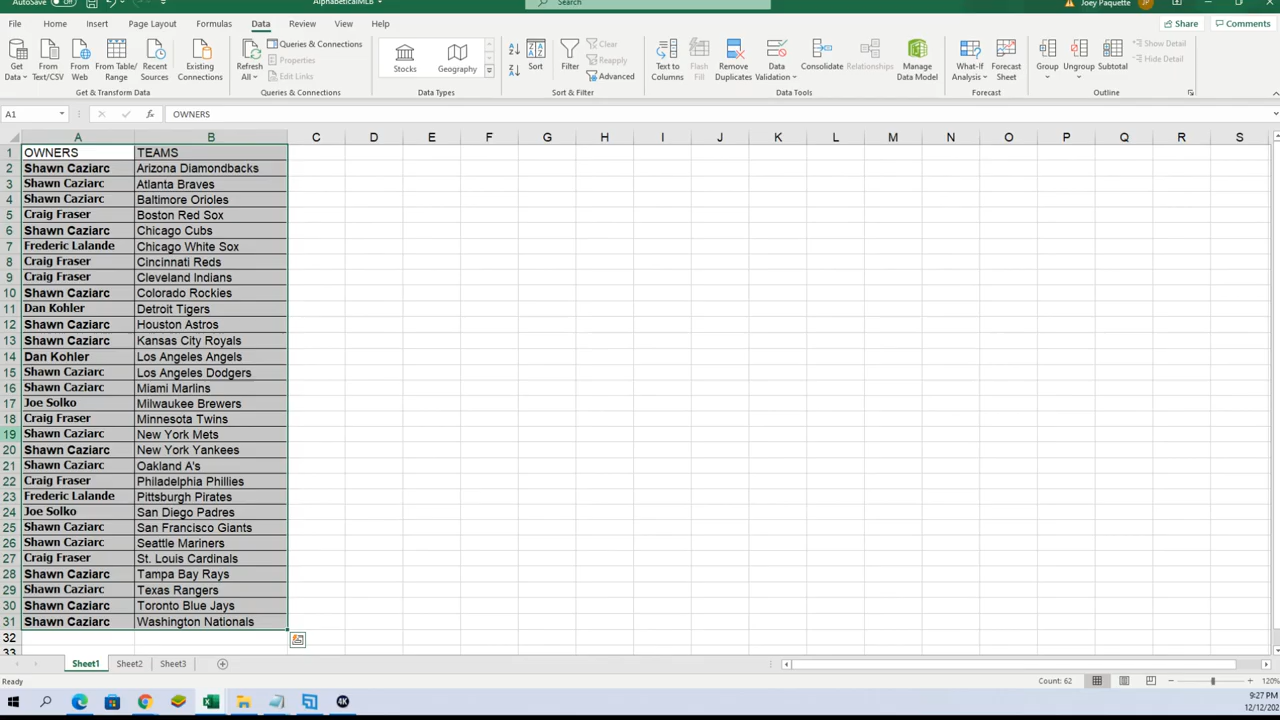 AutoSave Off AlphabeticalMLB Search Joey Paquette JP
File Home Insert Page Layout Formulas Data Review View Help Share Comments
Get Data From Text/CSV From Web From Table/Range Recent Sources Existing Connections
Get & Transform Data
Refresh All Queries & Connections Properties Edit Links
Queries & Connections
Stocks Geography
Data Types
Sort Filter Clear Reapply Advanced
Sort & Filter
Text to Columns Flash Fill Remove Duplicates Data Validation Consolidate Relationships Manage Data Model
Data Tools
What-If Analysis Forecast Sheet
Forecast
Group Ungroup Subtotal Show Detail Hide Detail
Outline
A1 fx OWNERS
A B C D E F G H I J K L M N O P Q R S
1 OWNERS TEAMS
2 Shawn Caziarc Arizona Diamondbacks
3 Shawn Caziarc Atlanta Braves
4 Shawn Caziarc Baltimore Orioles
5 Craig Fraser Boston Red Sox
6 Shawn Caziarc Chicago Cubs
7 Frederic Lalande Chicago White Sox
8 Craig Fraser Cincinnati Reds
9 Craig Fraser Cleveland Indians
10 Shawn Caziarc Colorado Rockies
11 Dan Kohler Detroit Tigers
12 Shawn Caziarc Houston Astros
13 Shawn Caziarc Kansas City Royals
14 Dan Kohler Los Angeles Angels
15 Shawn Caziarc Los Angeles Dodgers
16 Shawn Caziarc Miami Marlins
17 Joe Solko Milwaukee Brewers
18 Craig Fraser Minnesota Twins
19 Shawn Caziarc New York Mets
20 Shawn Caziarc New York Yankees
21 Shawn Caziarc Oakland A's
22 Craig Fraser Philadelphia Phillies
23 Frederic Lalande Pittsburgh Pirates
24 Joe Solko San Diego Padres
25 Shawn Caziarc San Francisco Giants
26 Shawn Caziarc Seattle Mariners
27 Craig Fraser St. Louis Cardinals
28 Shawn Caziarc Tampa Bay Rays
29 Shawn Caziarc Texas Rangers
30 Shawn Caziarc Toronto Blue Jays
31 Shawn Caziarc Washington Nationals
32
33
Sheet1 Sheet2 Sheet3
Ready Count: 62 120%
4K 9:27 PM
12/12/202